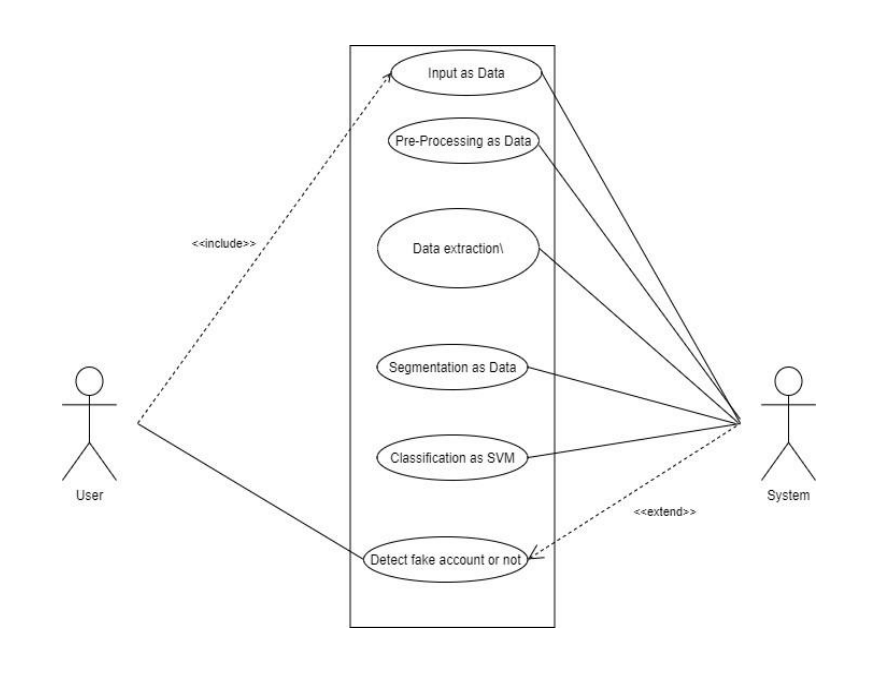 Input as Data
Pre-Processing as Data
<<include>>
Data extraction\
Segmentation as Data
Classification as SVM
User
System
<<extend>>
Detect fake account or not